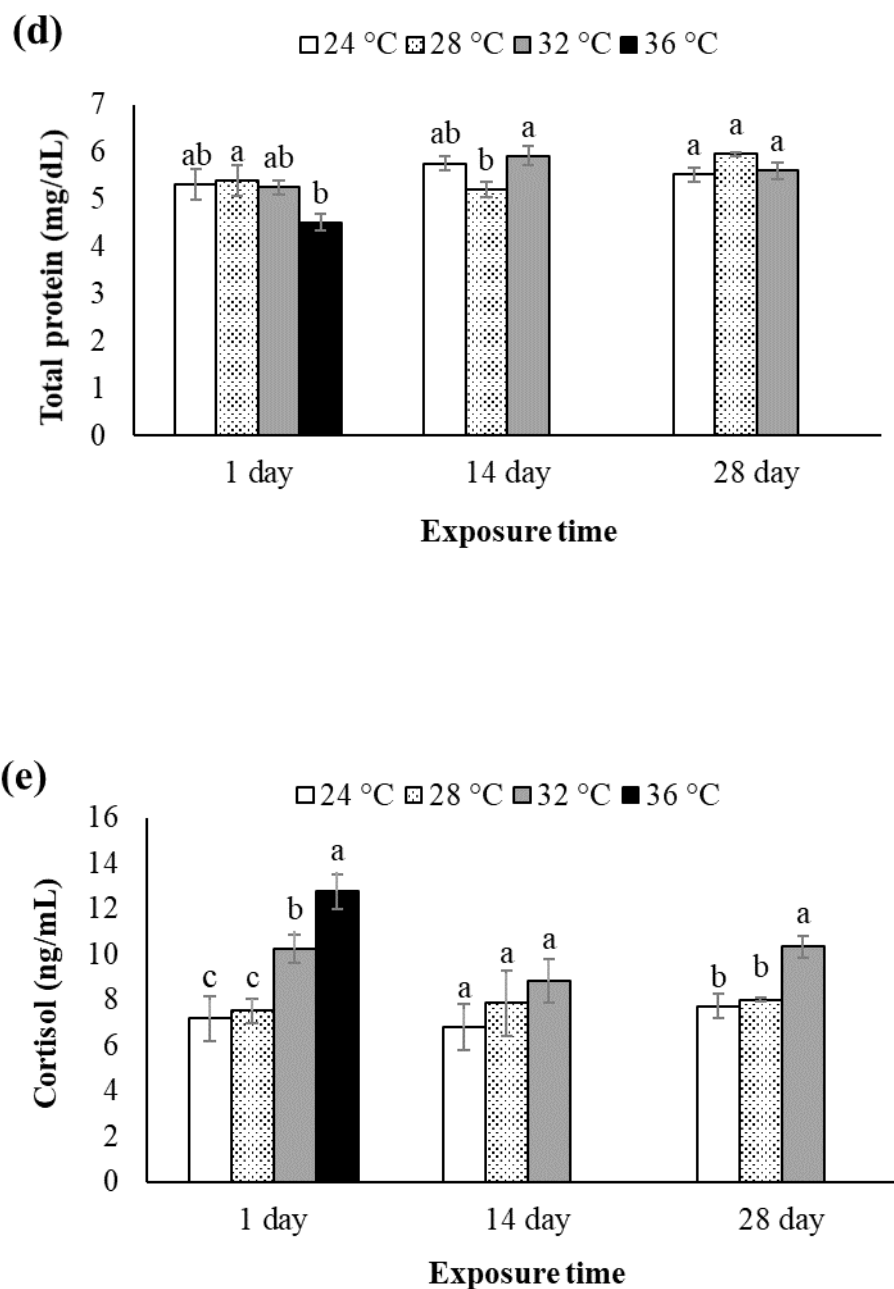 (d)
24 °C 28 °C 32 °C 36 °C
Total protein (mg/dL)
7
6
5
4
3
2
1
0
ab a ab b
ab b a
a a a
1 day 14 day 28 day
Exposure time
(e)
24 °C 28 °C 32 °C 36 °C
Cortisol (ng/mL)
16
14
12
10
8
6
4
2
0
c c b a
a a a
b b a
1 day 14 day 28 day
Exposure time